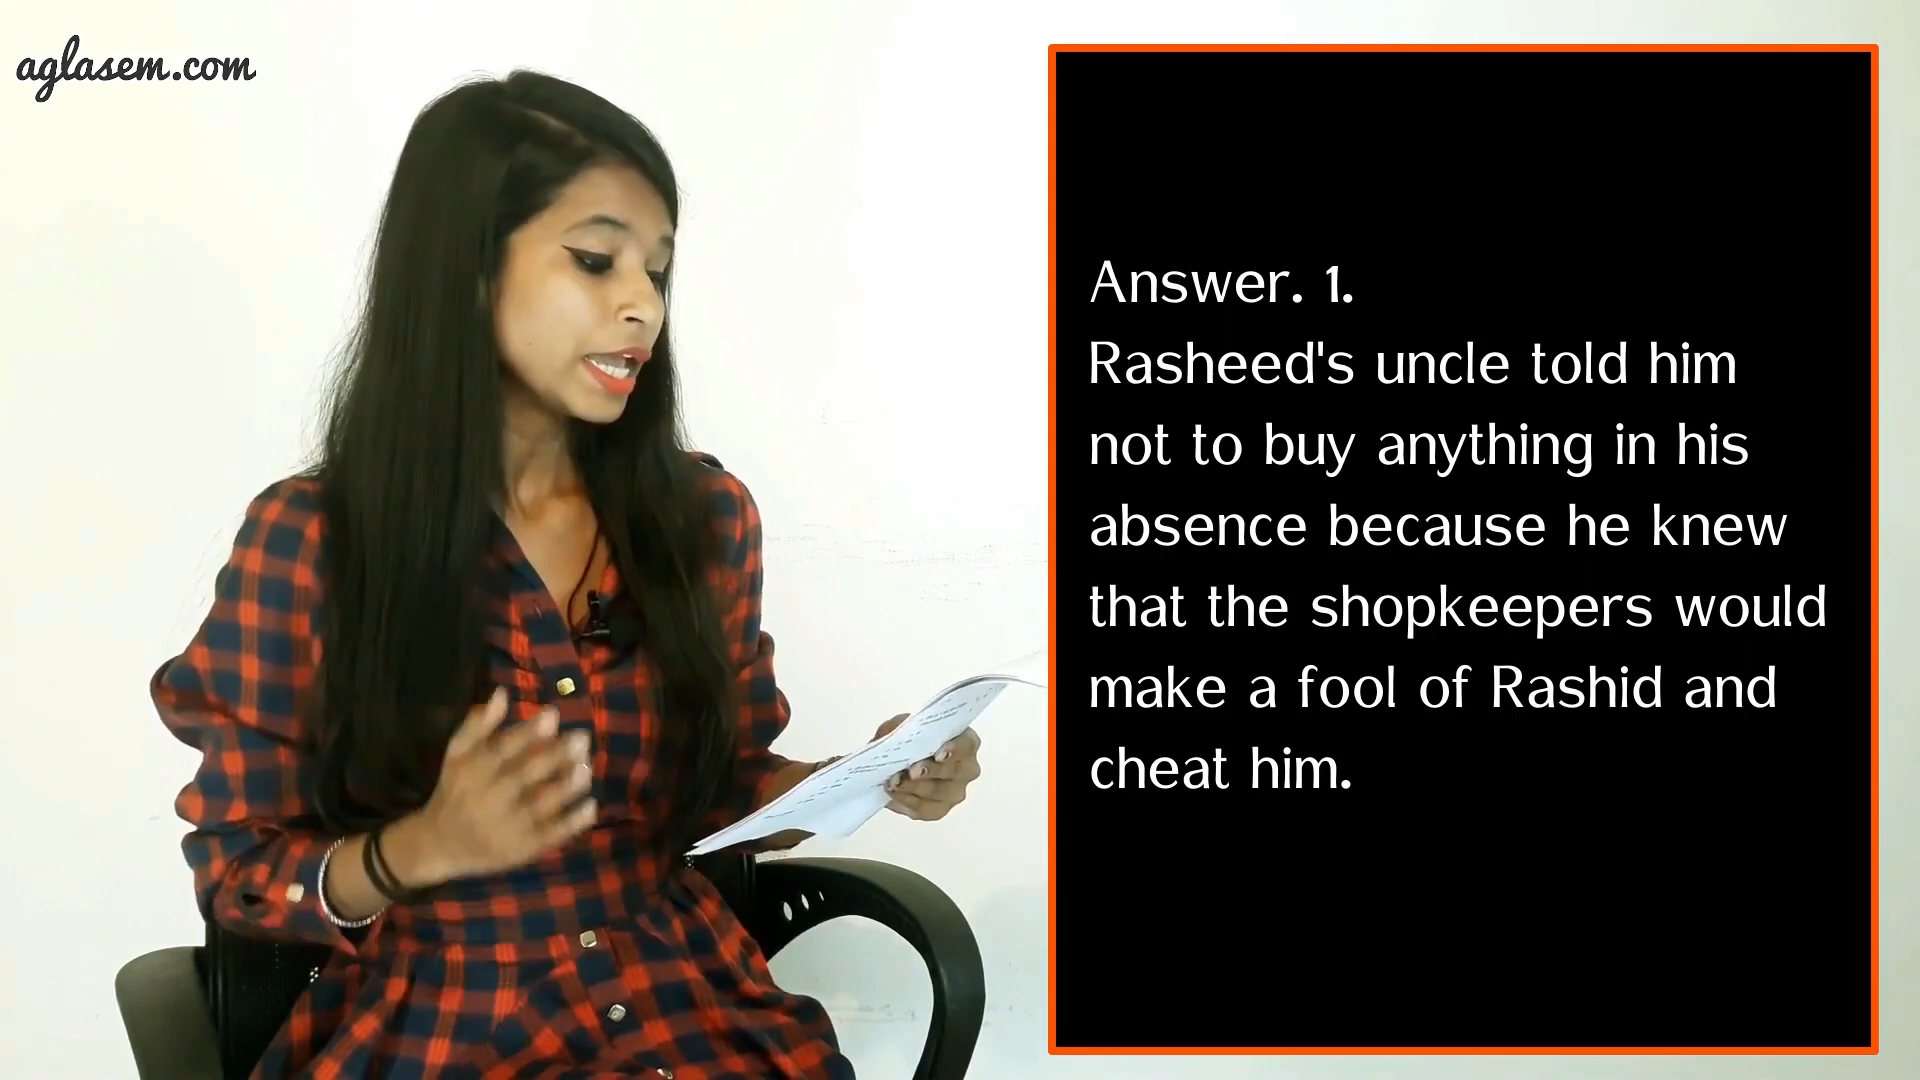 aglasem.com
Answer. 1.
Rasheed's uncle told him
not to buy anything in his
absence because he knew
that the shopkeepers would
make a fool of Rashid and
cheat him.